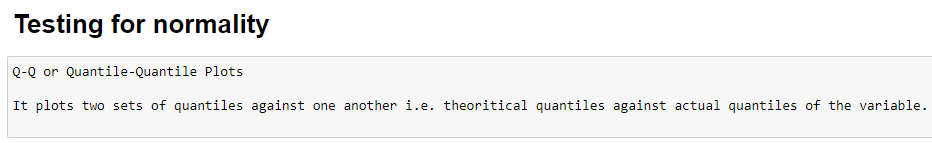 Testing for normality
Q-Q or Quantile-Quantile Plots
It plots two sets of quantiles against one another i.e. theoritical quantiles against actual quantiles of the variable.